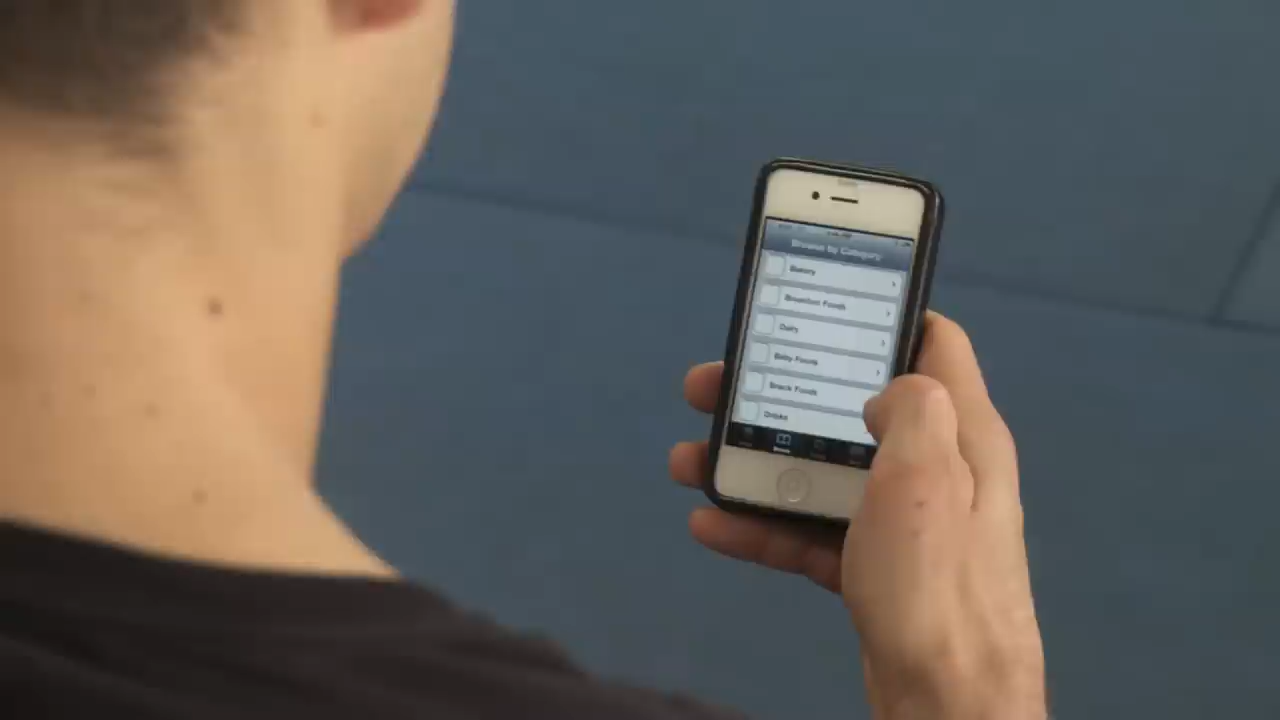 Browse by Category
Bakery
Breakfast Foods
Dairy
Baby Foods
Snack Foods
Drinks